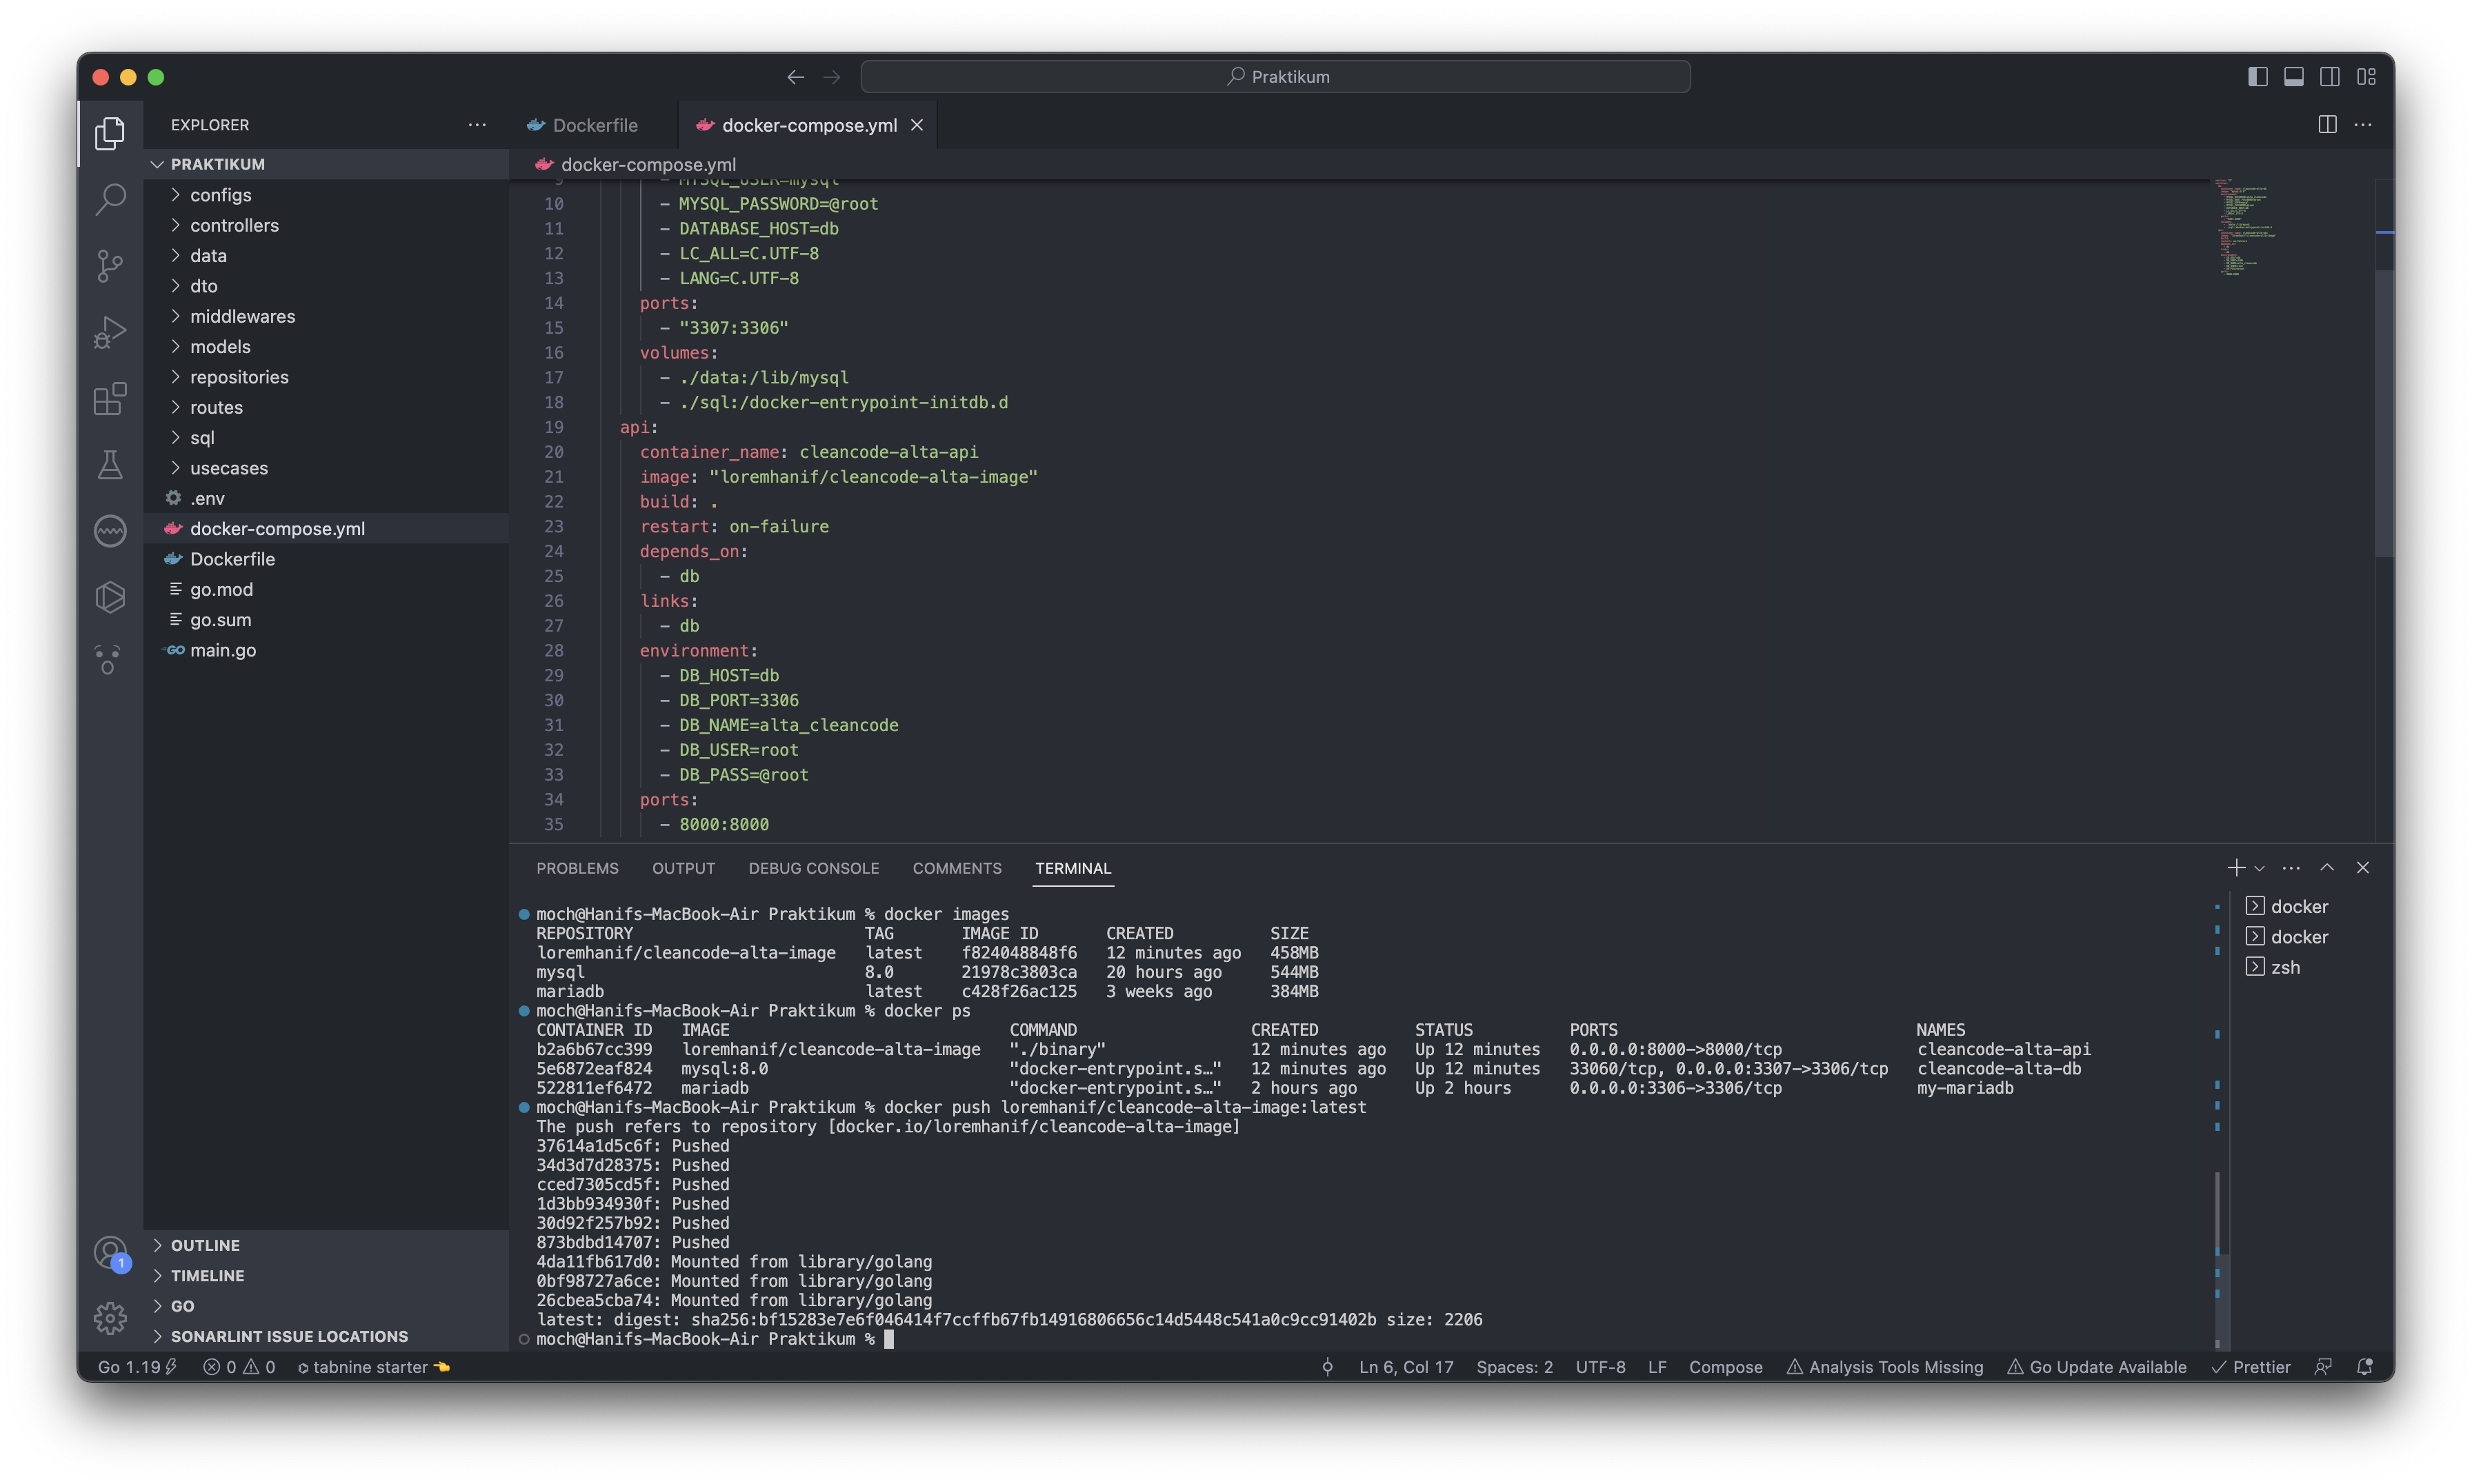 Praktikum
EXPLORER
PRAKTIKUM
configs
controllers
data
dto
middlewares
models
repositories
routes
sql
usecases
.env
docker-compose.yml
Dockerfile
go.mod
go.sum
main.go
OUTLINE
TIMELINE
GO
SONARLINT ISSUE LOCATIONS
Dockerfile
docker-compose.yml
docker-compose.yml
9 - MYSQL_USER=mysql
10 - MYSQL_PASSWORD=@root
11 - DATABASE_HOST=db
12 - LC_ALL=C.UTF-8
13 - LANG=C.UTF-8
14 ports:
15 - "3307:3306"
16 volumes:
17 - ./data:/lib/mysql
18 - ./sql:/docker-entrypoint-initdb.d
19 api:
20 container_name: cleancode-alta-api
21 image: "loremhanif/cleancode-alta-image"
22 build: .
23 restart: on-failure
24 depends_on:
25 - db
26 links:
27 - db
28 environment:
29 - DB_HOST=db
30 - DB_PORT=3306
31 - DB_NAME=alta_cleancode
32 - DB_USER=root
33 - DB_PASS=@root
34 ports:
35 - 8000:8000
PROBLEMS OUTPUT DEBUG CONSOLE COMMENTS TERMINAL
moch@Hanifs-MacBook-Air Praktikum % docker images
REPOSITORY TAG IMAGE ID CREATED SIZE
loremhanif/cleancode-alta-image latest f824048848f6 12 minutes ago 458MB
mysql 8.0 21978c3803ca 20 hours ago 544MB
mariadb latest c428f26ac125 3 weeks ago 384MB
moch@Hanifs-MacBook-Air Praktikum % docker ps
CONTAINER ID IMAGE COMMAND CREATED STATUS PORTS NAMES
b2a6b67cc399 loremhanif/cleancode-alta-image "./binary" 12 minutes ago Up 12 minutes 0.0.0.0:8000->8000/tcp cleancode-alta-api
5e6872eaf824 mysql:8.0 "docker-entrypoint.s…" 12 minutes ago Up 12 minutes 33060/tcp, 0.0.0.0:3307->3306/tcp cleancode-alta-db
522811ef6472 mariadb "docker-entrypoint.s…" 2 hours ago Up 2 hours 0.0.0.0:3306->3306/tcp my-mariadb
moch@Hanifs-MacBook-Air Praktikum % docker push loremhanif/cleancode-alta-image:latest
The push refers to repository [docker.io/loremhanif/cleancode-alta-image]
37614a1d5c6f: Pushed
34d3d7d28375: Pushed
cced7305cd5f: Pushed
1d3bb934930f: Pushed
30d92f257b92: Pushed
873bdbd14707: Pushed
4da11fb617d0: Mounted from library/golang
0bf98727a6ce: Mounted from library/golang
26cbea5cba74: Mounted from library/golang
latest: digest: sha256:bf15283e7e6f046414f7ccffb67fb14916806656c14d5448c541a0c9cc91402b size: 2206
moch@Hanifs-MacBook-Air Praktikum %
docker
docker
zsh
1
Go 1.19 0 0 tabnine starter Ln 6, Col 17 Spaces: 2 UTF-8 LF Compose Analysis Tools Missing Go Update Available Prettier